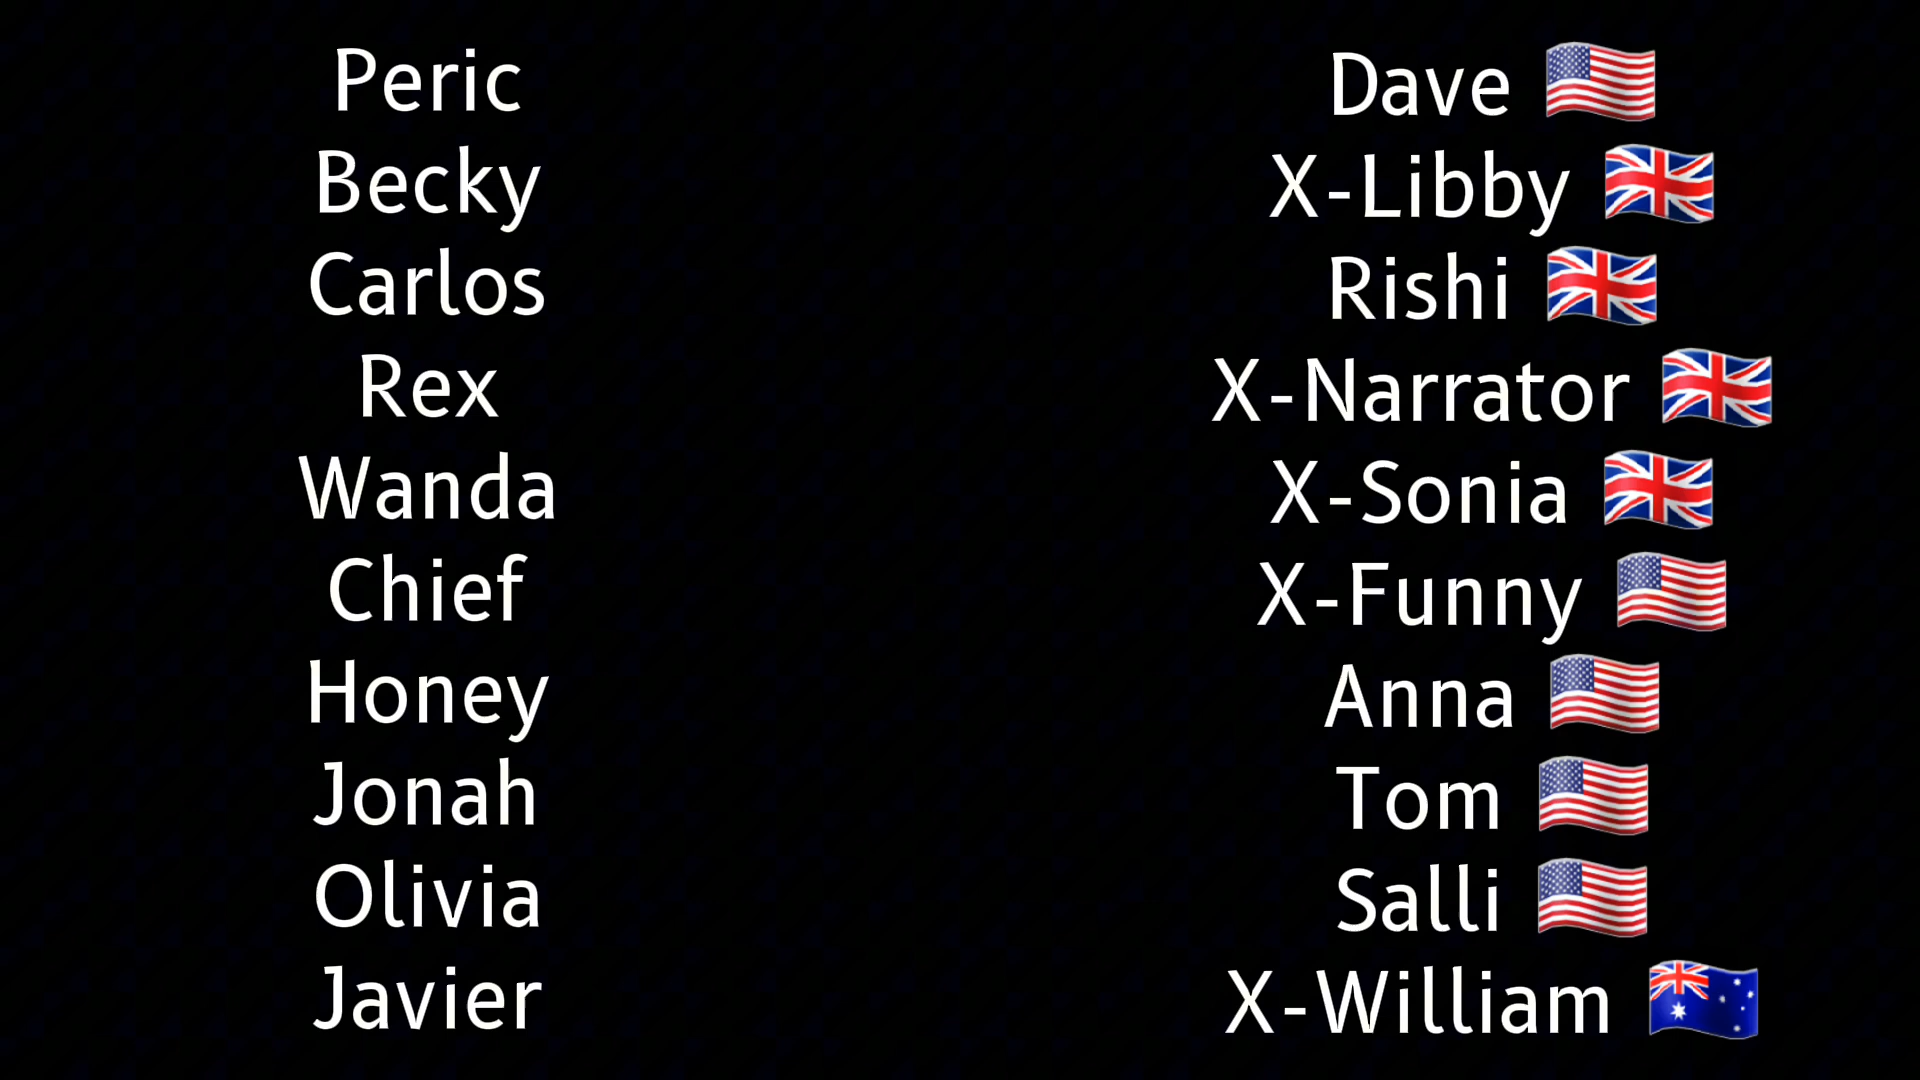 Peric Dave 🇺🇸
Becky X-Libby 🇬🇧
Carlos Rishi 🇬🇧
Rex X-Narrator 🇬🇧
Wanda X-Sonia 🇬🇧
Chief X-Funny 🇺🇸
Honey Anna 🇺🇸
Jonah Tom 🇺🇸
Olivia Salli 🇺🇸
Javier X-William 🇦🇺